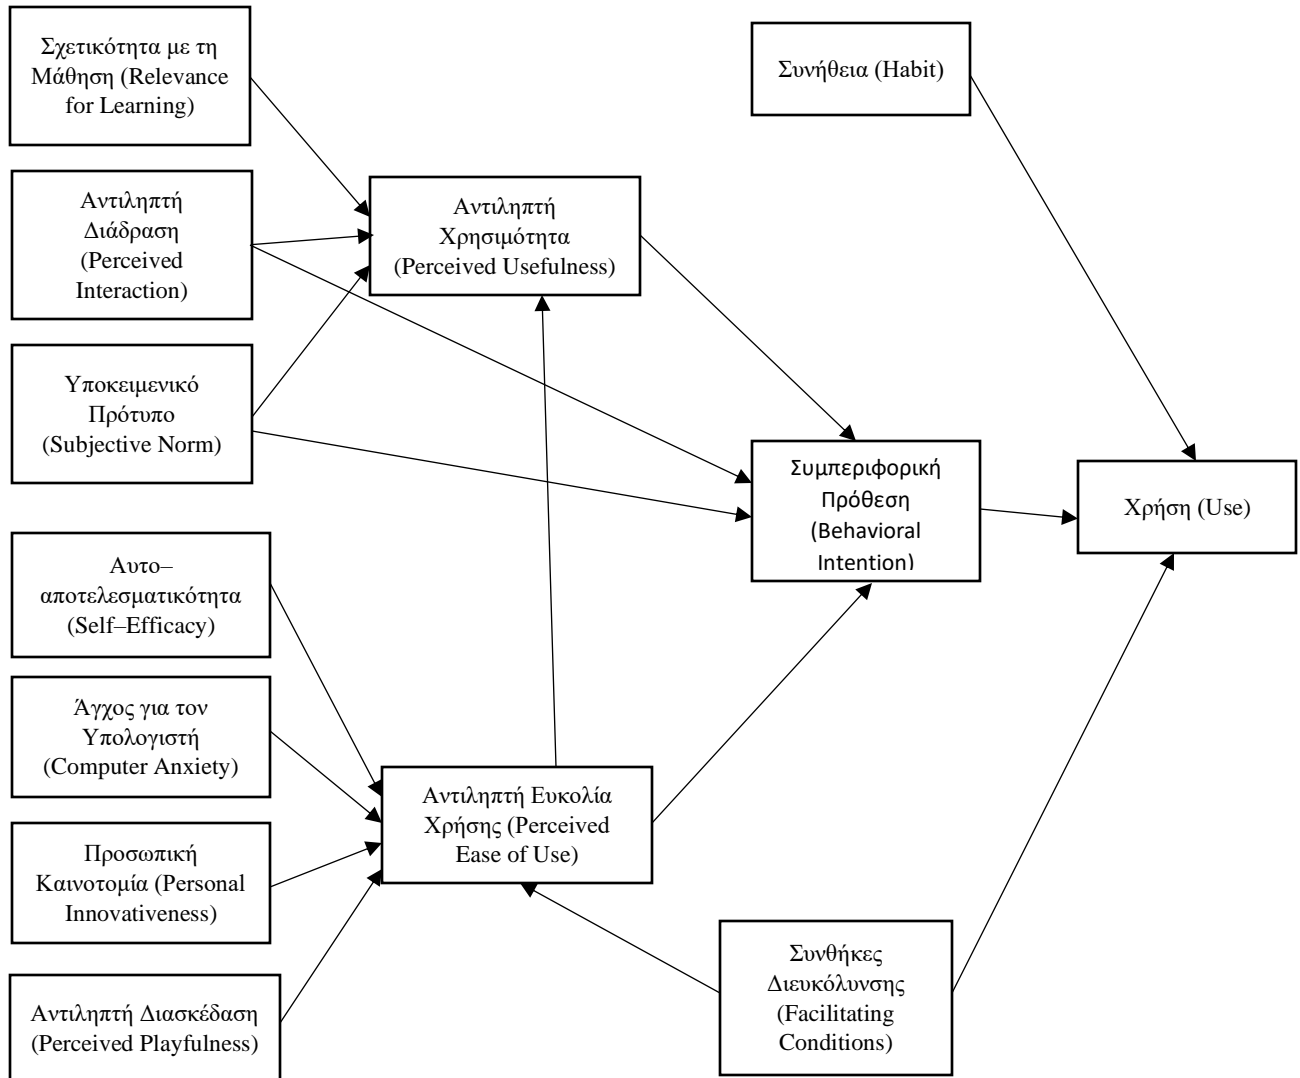 Σχετικότητα με τη
Μάθηση (Relevance
for Learning)
Συνήθεια (Habit)
Αντιληπτή
Διάδραση
(Perceived
Interaction)
Αντιληπτή
Χρησιμότητα
(Perceived Usefulness)
Υποκειμενικό
Πρότυπο
(Subjective Norm)
Συμπεριφορική
Πρόθεση
(Behavioral
Intention)
Χρήση (Use)
Αυτο–
αποτελεσματικότητα
(Self–Efficacy)
Άγχος για τον
Υπολογιστή
(Computer Anxiety)
Αντιληπτή Ευκολία
Χρήσης (Perceived
Ease of Use)
Προσωπική
Καινοτομία (Personal
Innovativeness)
Συνθήκες
Διευκόλυνσης
(Facilitating
Conditions)
Αντιληπτή Διασκέδαση
(Perceived Playfulness)